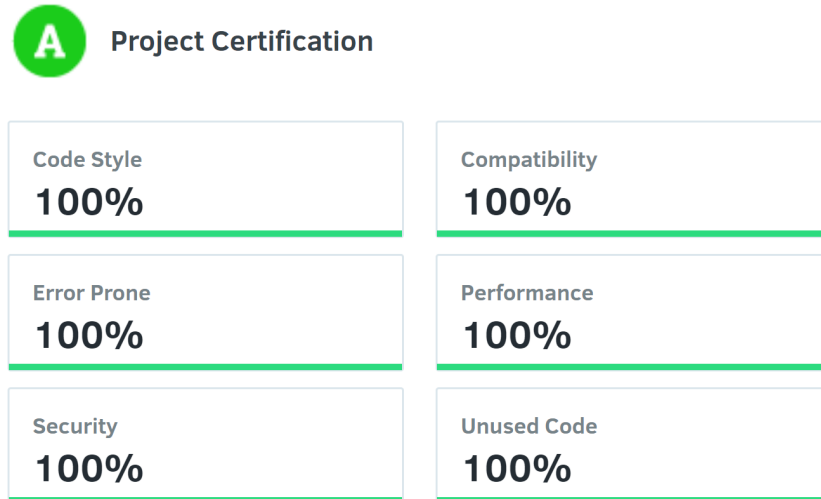 A
Project Certification
Code Style
100%
Compatibility
100%
Error Prone
100%
Performance
100%
Security
100%
Unused Code
100%